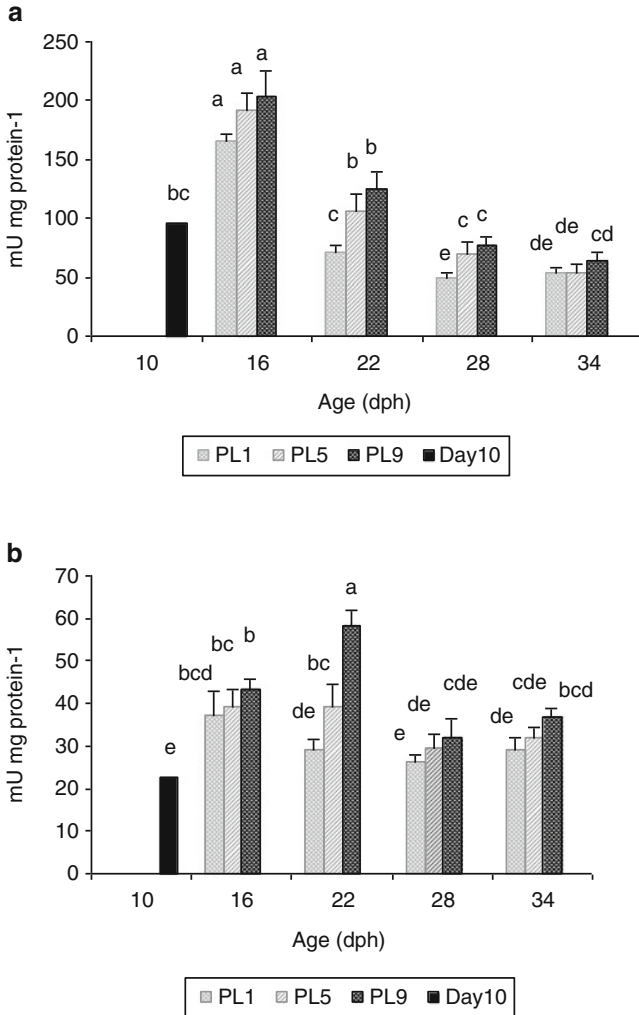 a
mU mg protein-1
250
200
150
100
50
0
bc
a
a
a
c
b
b
e
c
c
de
de
cd
10 16 22 28 34
Age (dph)
PL1 PL5 PL9 Day10
b
mU mg protein-1
70
60
50
40
30
20
10
0
e
bcd
bc
b
de
bc
a
e
de
cde
de
cde
bcd
10 16 22 28 34
Age (dph)
PL1 PL5 PL9 Day10